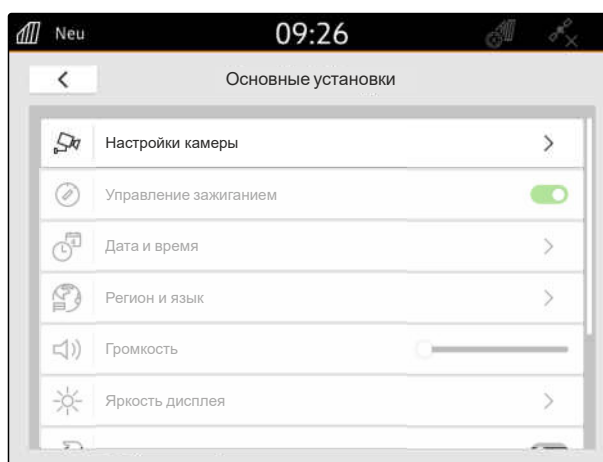 Neu 09:26
Основные установки
Настройки камеры
Управление зажиганием
Дата и время
Регион и язык
Громкость
Яркость дисплея